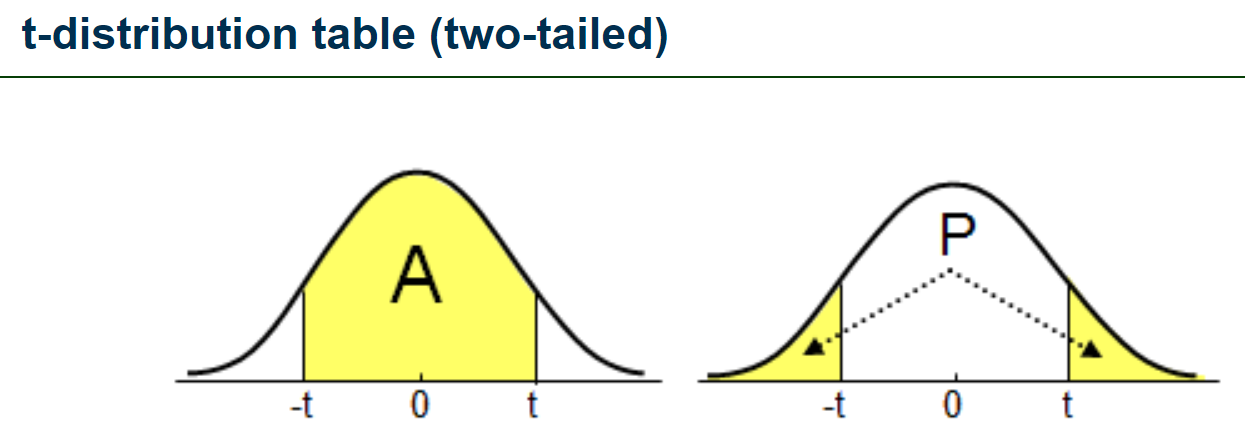 t-distribution table (two-tailed)
A
P
-t 0 t
-t 0 t